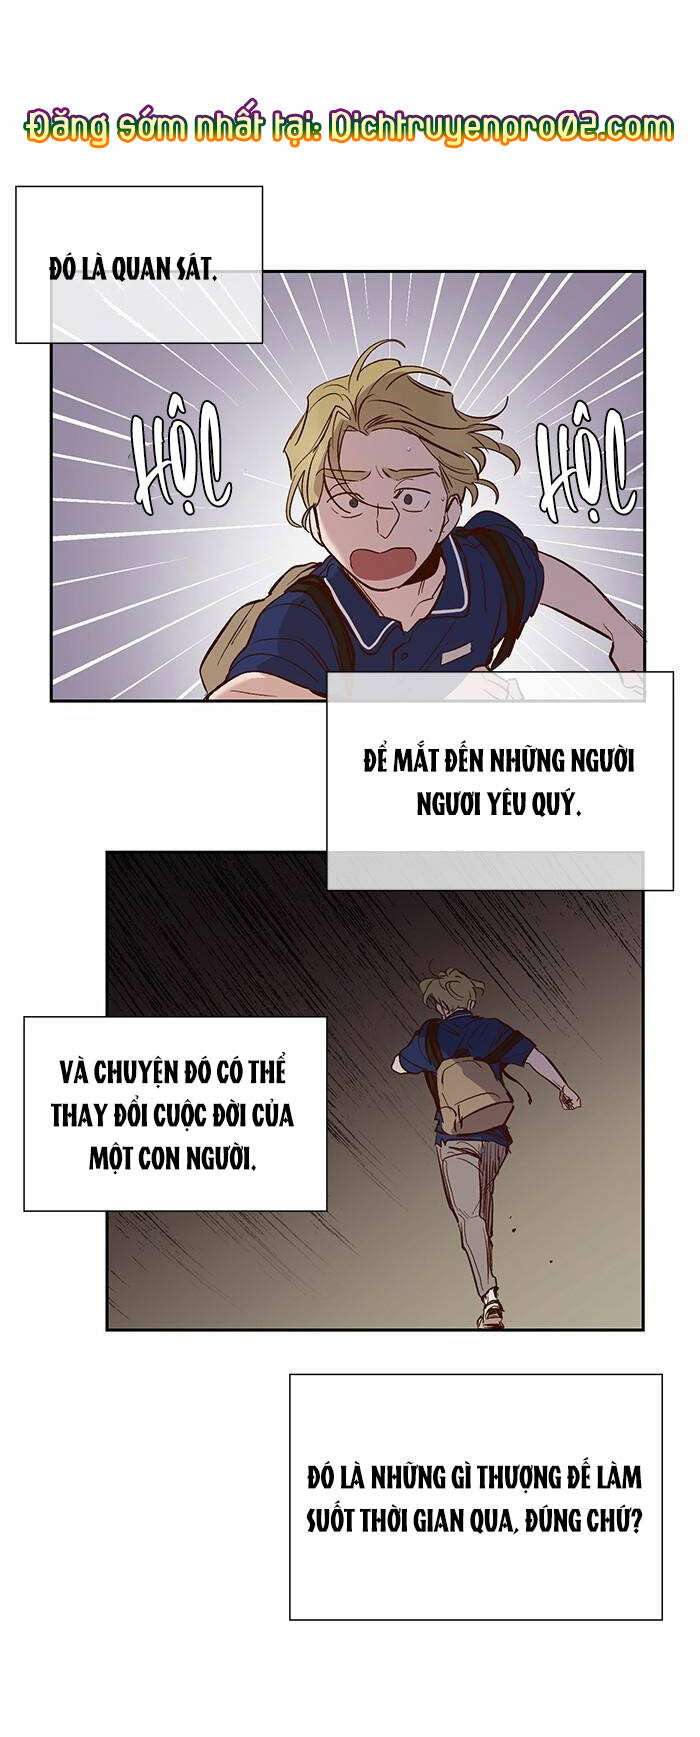 Đăng sớm nhất tại: Dichtruyenpro02.com
ĐÓ LÀ QUAN SÁT.
HỘC
HỘC
ĐỂ MẮT ĐẾN NHỮNG NGƯỜI
NGƯƠI YÊU QUÝ.
VÀ CHUYỆN ĐÓ CÓ THỂ
THAY ĐỔI CUỘC ĐỜI CỦA
MỘT CON NGƯỜI.
ĐÓ LÀ NHỮNG GÌ THƯỢNG ĐẾ LÀM
SUỐT THỜI GIAN QUA, ĐÚNG CHỨ?